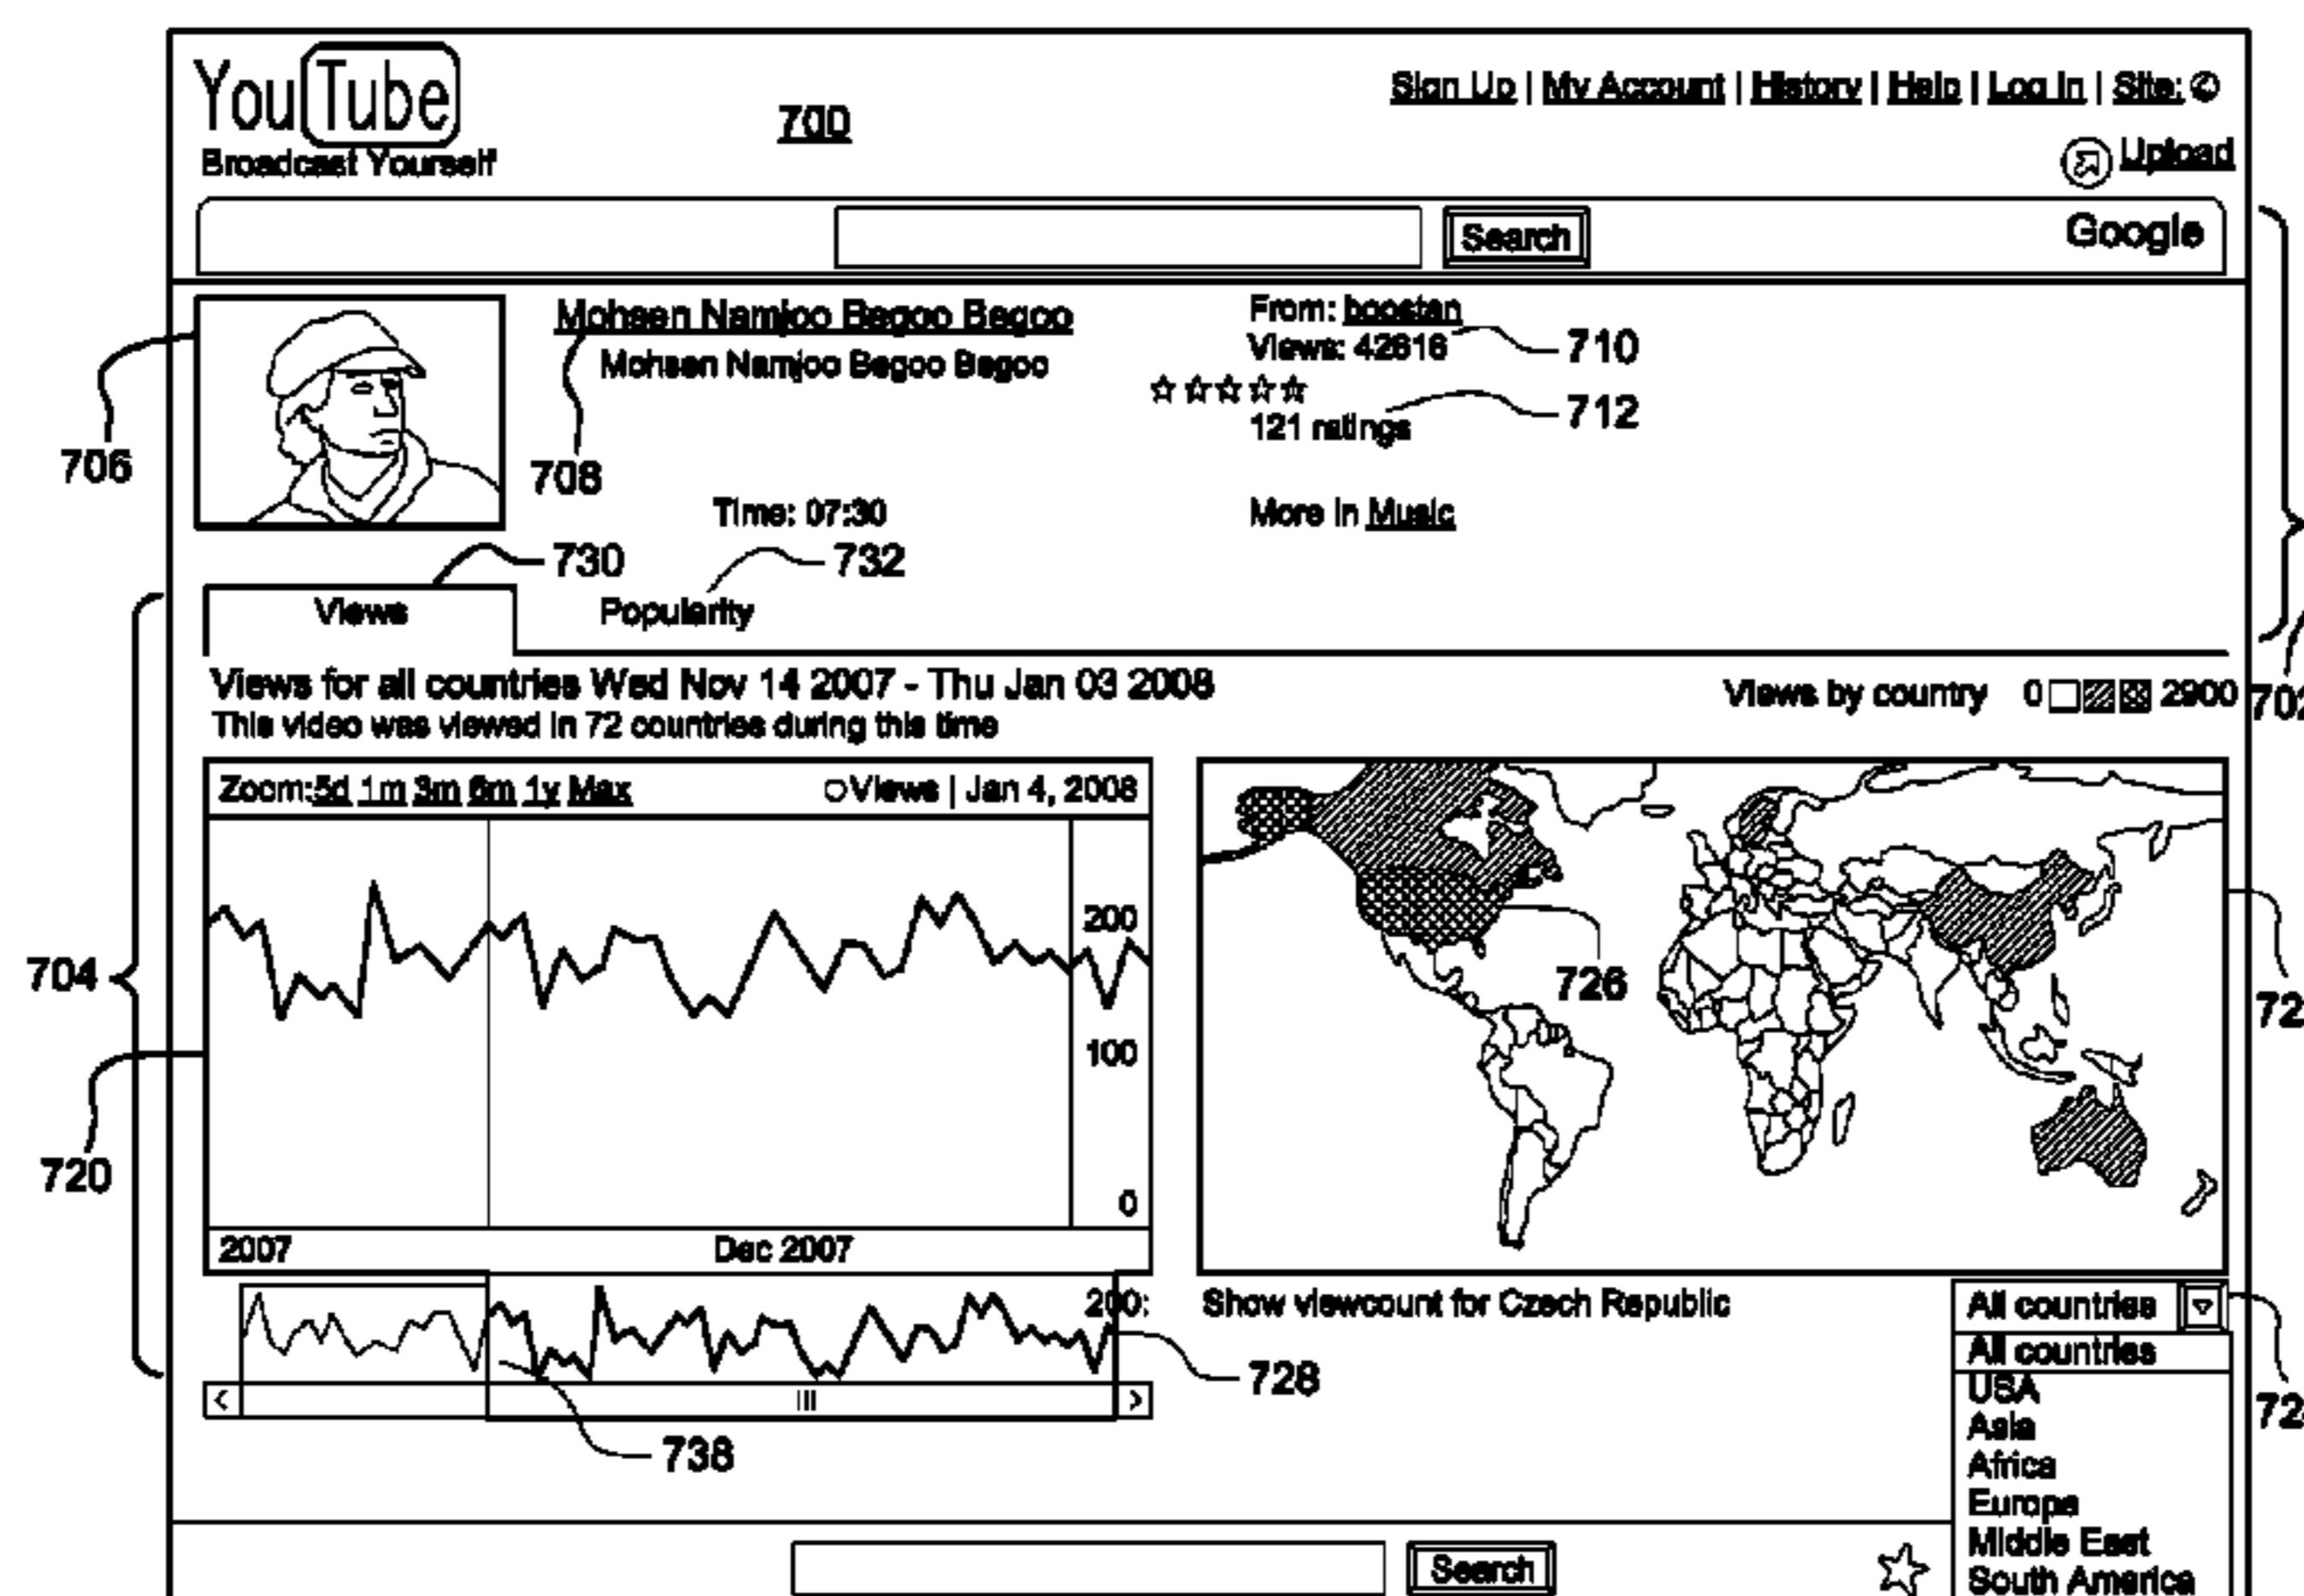 YouTube
Broadcast Yourself
700
Sign Up | My Account | History | Help | Log In | Site:
Upload
Search
Google
Mohsen Namjoo Begoo Begoo
Mohsen Namjoo Begoo Begoo
From: boostan
Views: 42616
710
121 ratings
712
706
708
Time: 07:30
More in Music
730
732
Views
Popularity
Views for all countries Wed Nov 14 2007 - Thu Jan 03 2008
This video was viewed in 72 countries during this time
Views by country 0 2900
702
Zoom:5d 1m 3m 6m 1y Max
Views | Jan 4, 2008
200
100
0
704
726
72
720
2007
Dec 2007
200:
Show viewcount for Czech Republic
All countries
All countries
USA
Asia
Africa
Europe
Middle East
South America
728
72
738
Search